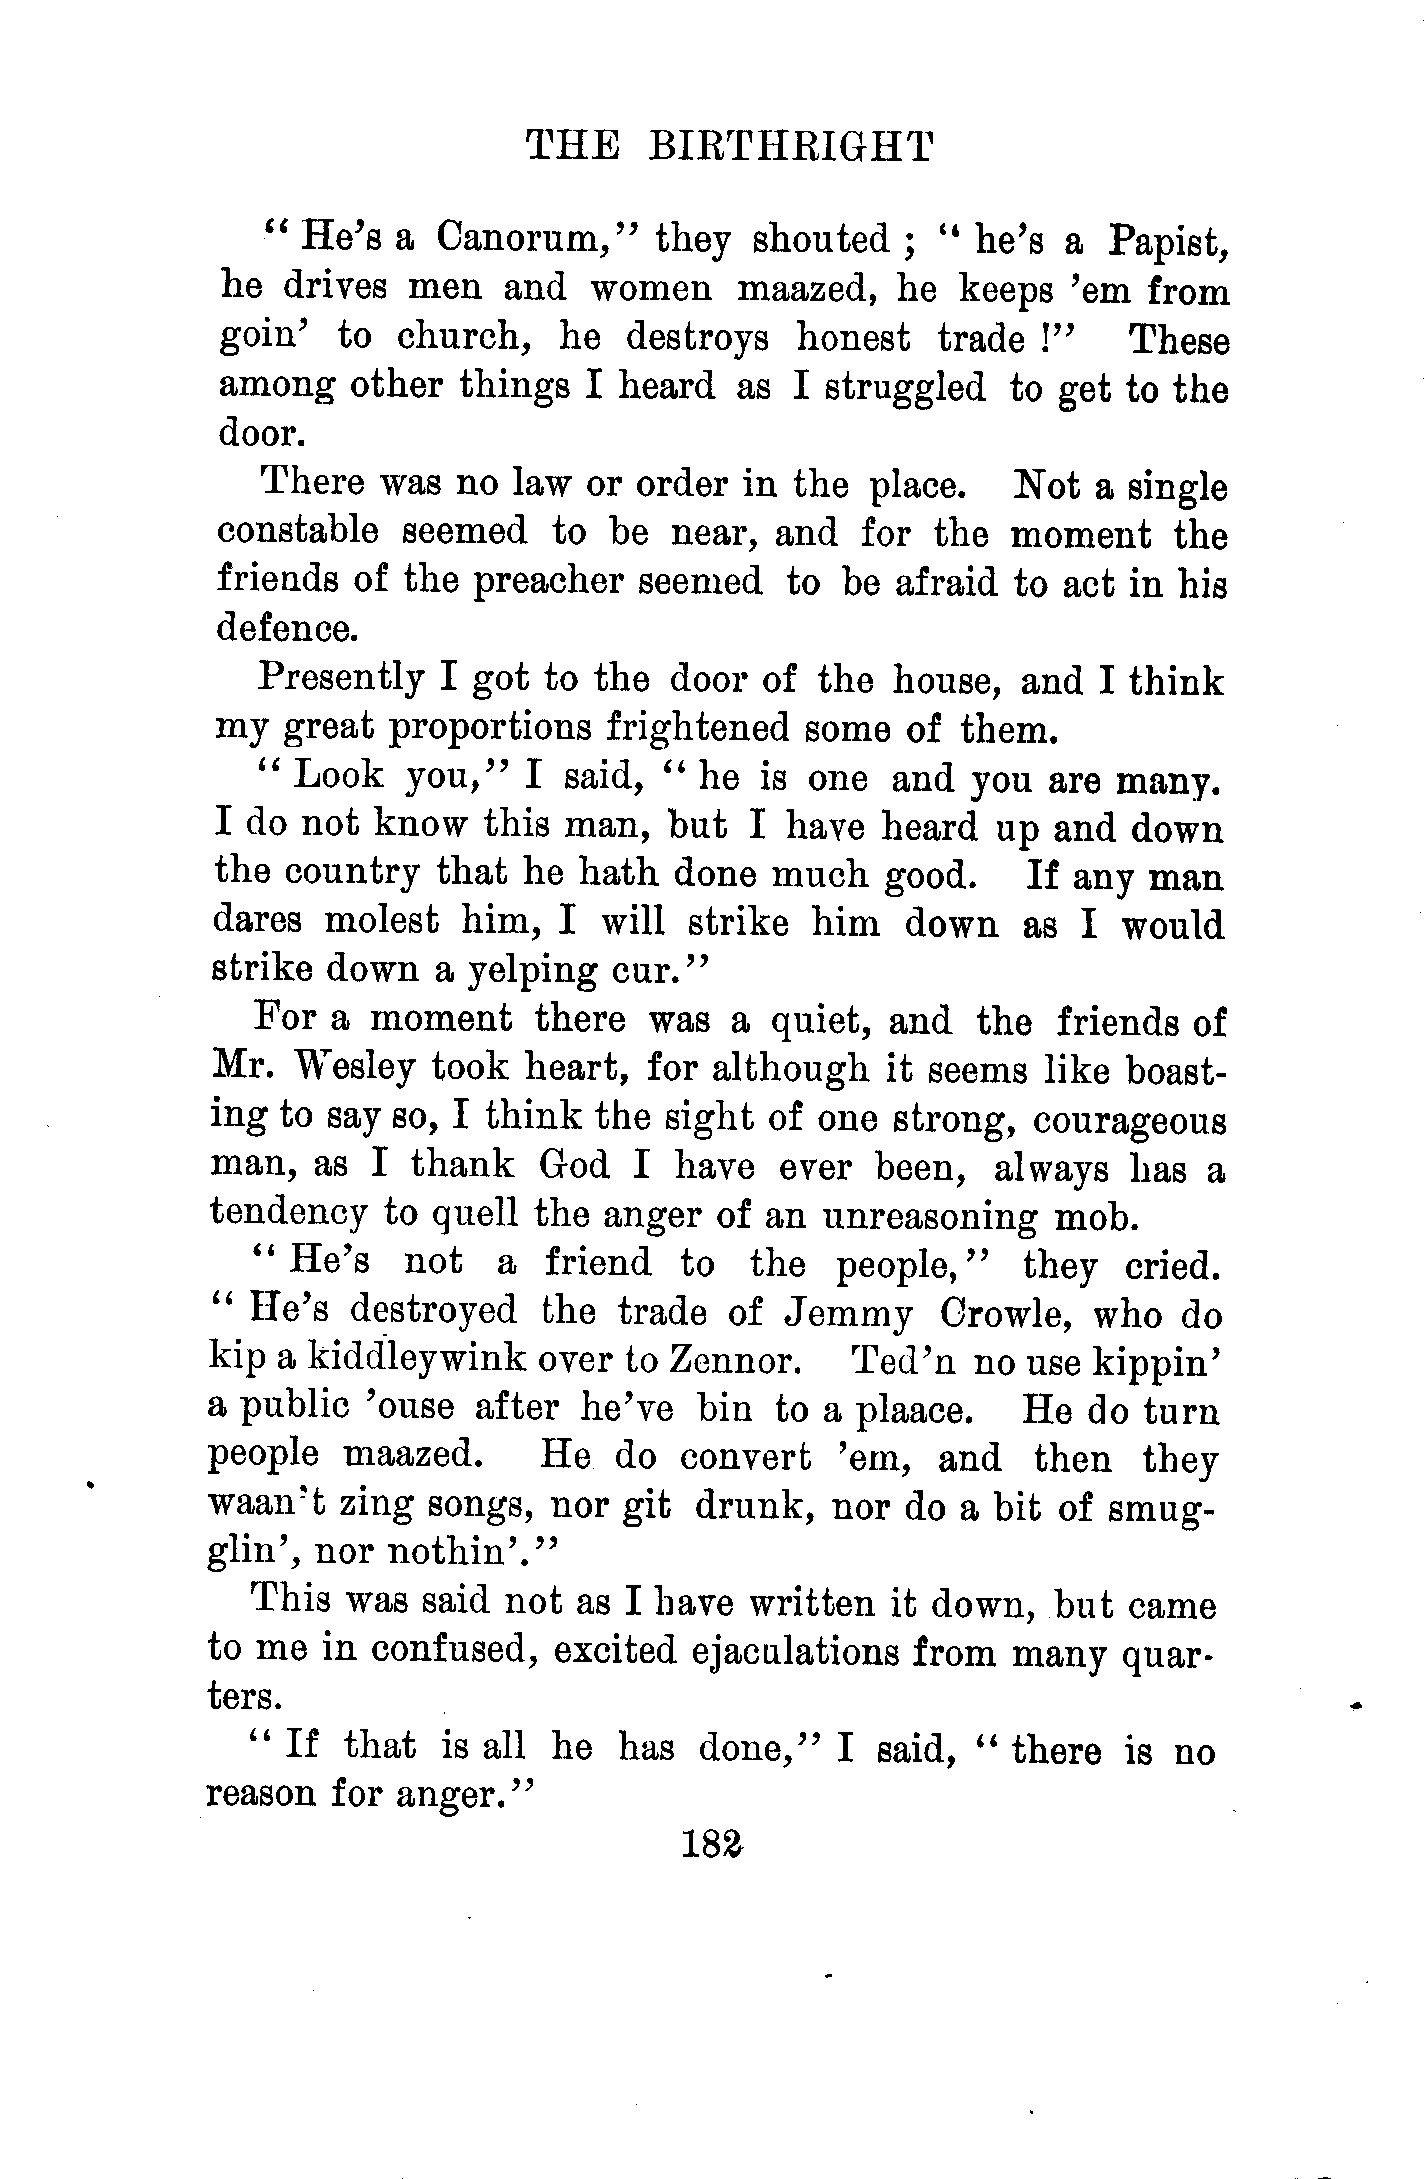 THE BIRTHRIGHT
“ He’s a Canorum,” they shouted ; “ he’s a Papist,
he drives men and women maazed, he keeps ’em from
goin’ to church, he destroys honest trade !” These
among other things I heard as I struggled to get to the
door.
There was no law or order in the place. Not a single
constable seemed to be near, and for the moment the
friends of the preacher seemed to be afraid to act in his
defence.
Presently I got to the door of the house, and I think
my great proportions frightened some of them.
“ Look you,” I said, “ he is one and you are many.
I do not know this man, but I have heard up and down
the country that he hath done much good. If any man
dares molest him, I will strike him down as I would
strike down a yelping cur.”
For a moment there was a quiet, and the friends of
Mr. Wesley took heart, for although it seems like boast-
ing to say so, I think the sight of one strong, courageous
man, as I thank God I have ever been, always has a
tendency to quell the anger of an unreasoning mob.
“ He’s not a friend to the people,” they cried.
“ He’s destroyed the trade of Jemmy Crowle, who do
kip a kiddleywink over to Zennor. Ted’n no use kippin’
a public ’ouse after he’ve bin to a plaace. He do turn
people maazed. He do convert ’em, and then they
waan’t zing songs, nor git drunk, nor do a bit of smug-
glin’, nor nothin’.”
This was said not as I have written it down, but came
to me in confused, excited ejaculations from many quar-
ters.
“ If that is all he has done,” I said, “ there is no
reason for anger.”
182